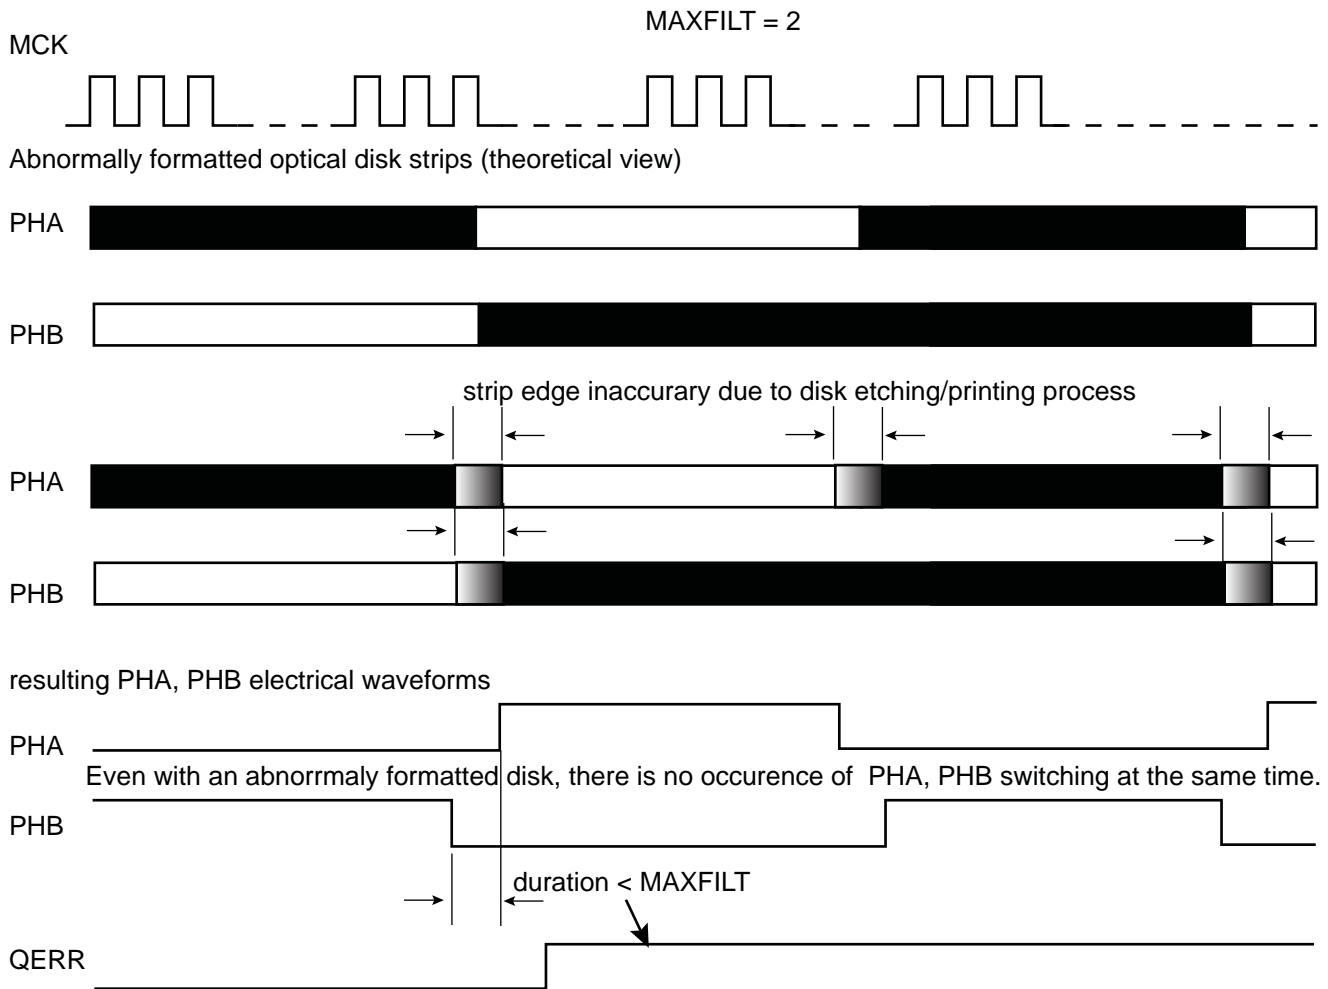 MAXFILT = 2
MCK
Abnormally formatted optical disk strips (theoretical view)
PHA
PHB
strip edge inaccurary due to disk etching/printing process
PHA
PHB
resulting PHA, PHB electrical waveforms
PHA
Even with an abnorrmaly formatted disk, there is no occurence of PHA, PHB switching at the same time.
PHB
duration < MAXFILT
QERR